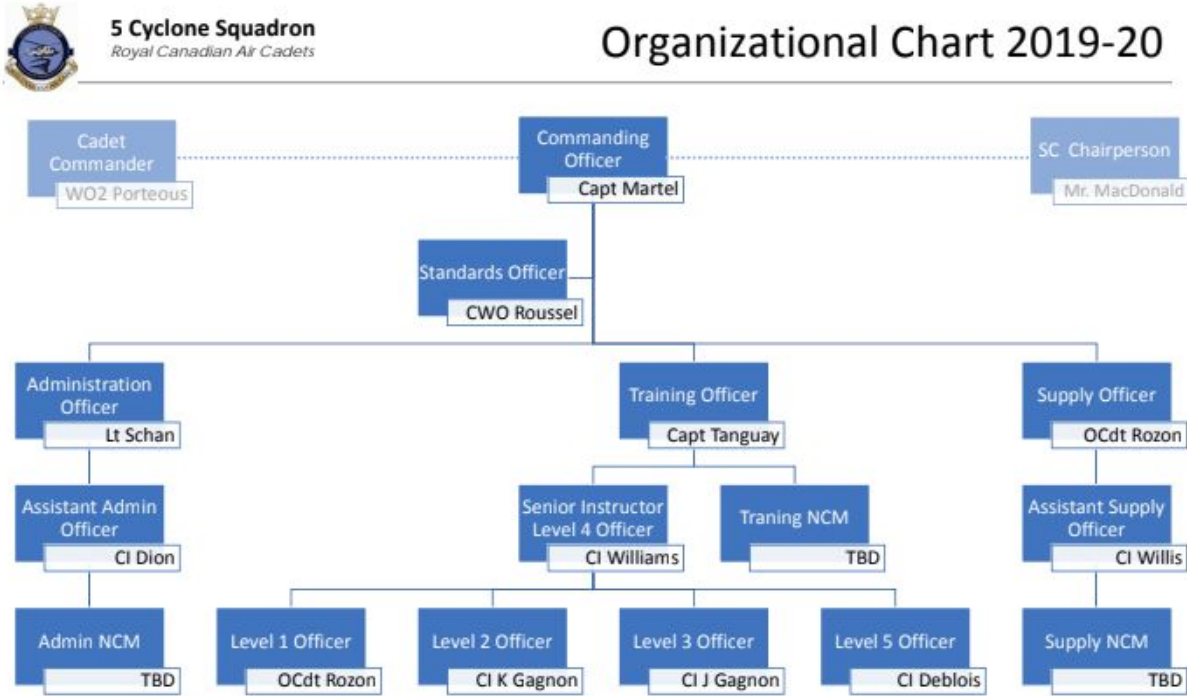 5 Cyclone Squadron
Royal Canadian Air Cadets
Organizational Chart 2019-20
Cadet
Commander
WO2 Porteous
Commanding
Officer
Capt Martel
SC Chairperson
Mr. MacDonald
Standards Officer
CWO Roussel
Administration
Officer
Lt Schan
Training Officer
Capt Tanguay
Supply Officer
OCdt Rozon
Assistant Admin
Officer
CI Dion
Senior Instructor
Level 4 Officer
CI Williams
Traning NCM
TBD
Assistant Supply
Officer
CI Willis
Admin NCM
TBD
Level 1 Officer
OCdt Rozon
Level 2 Officer
CI K Gagnon
Level 3 Officer
CI J Gagnon
Level 5 Officer
CI Deblois
Supply NCM
TBD